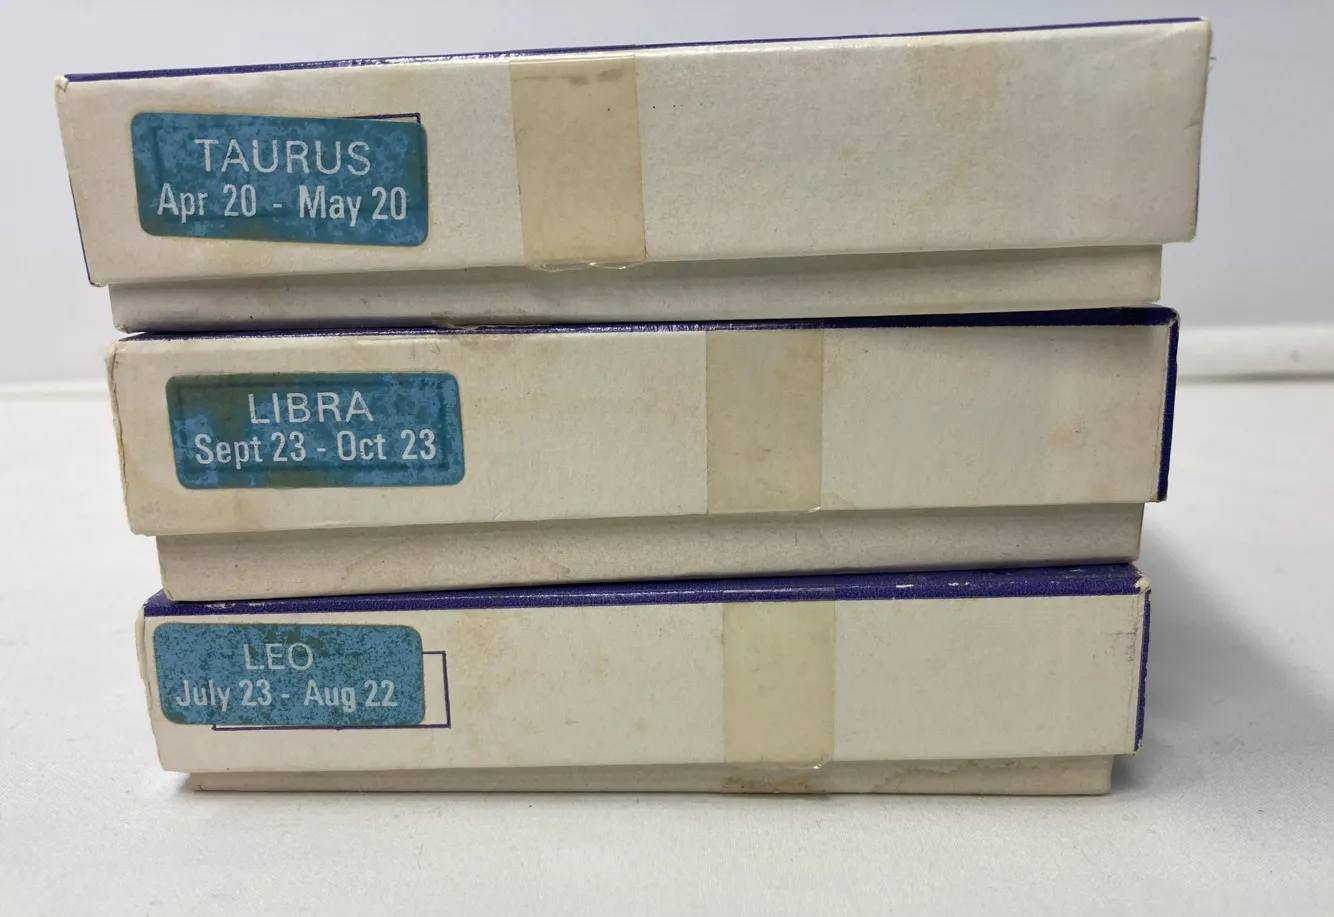 TAURUS
Apr 20 - May 20
LIBRA
Sept 23 - Oct 23
LEO
July 23 - Aug 22